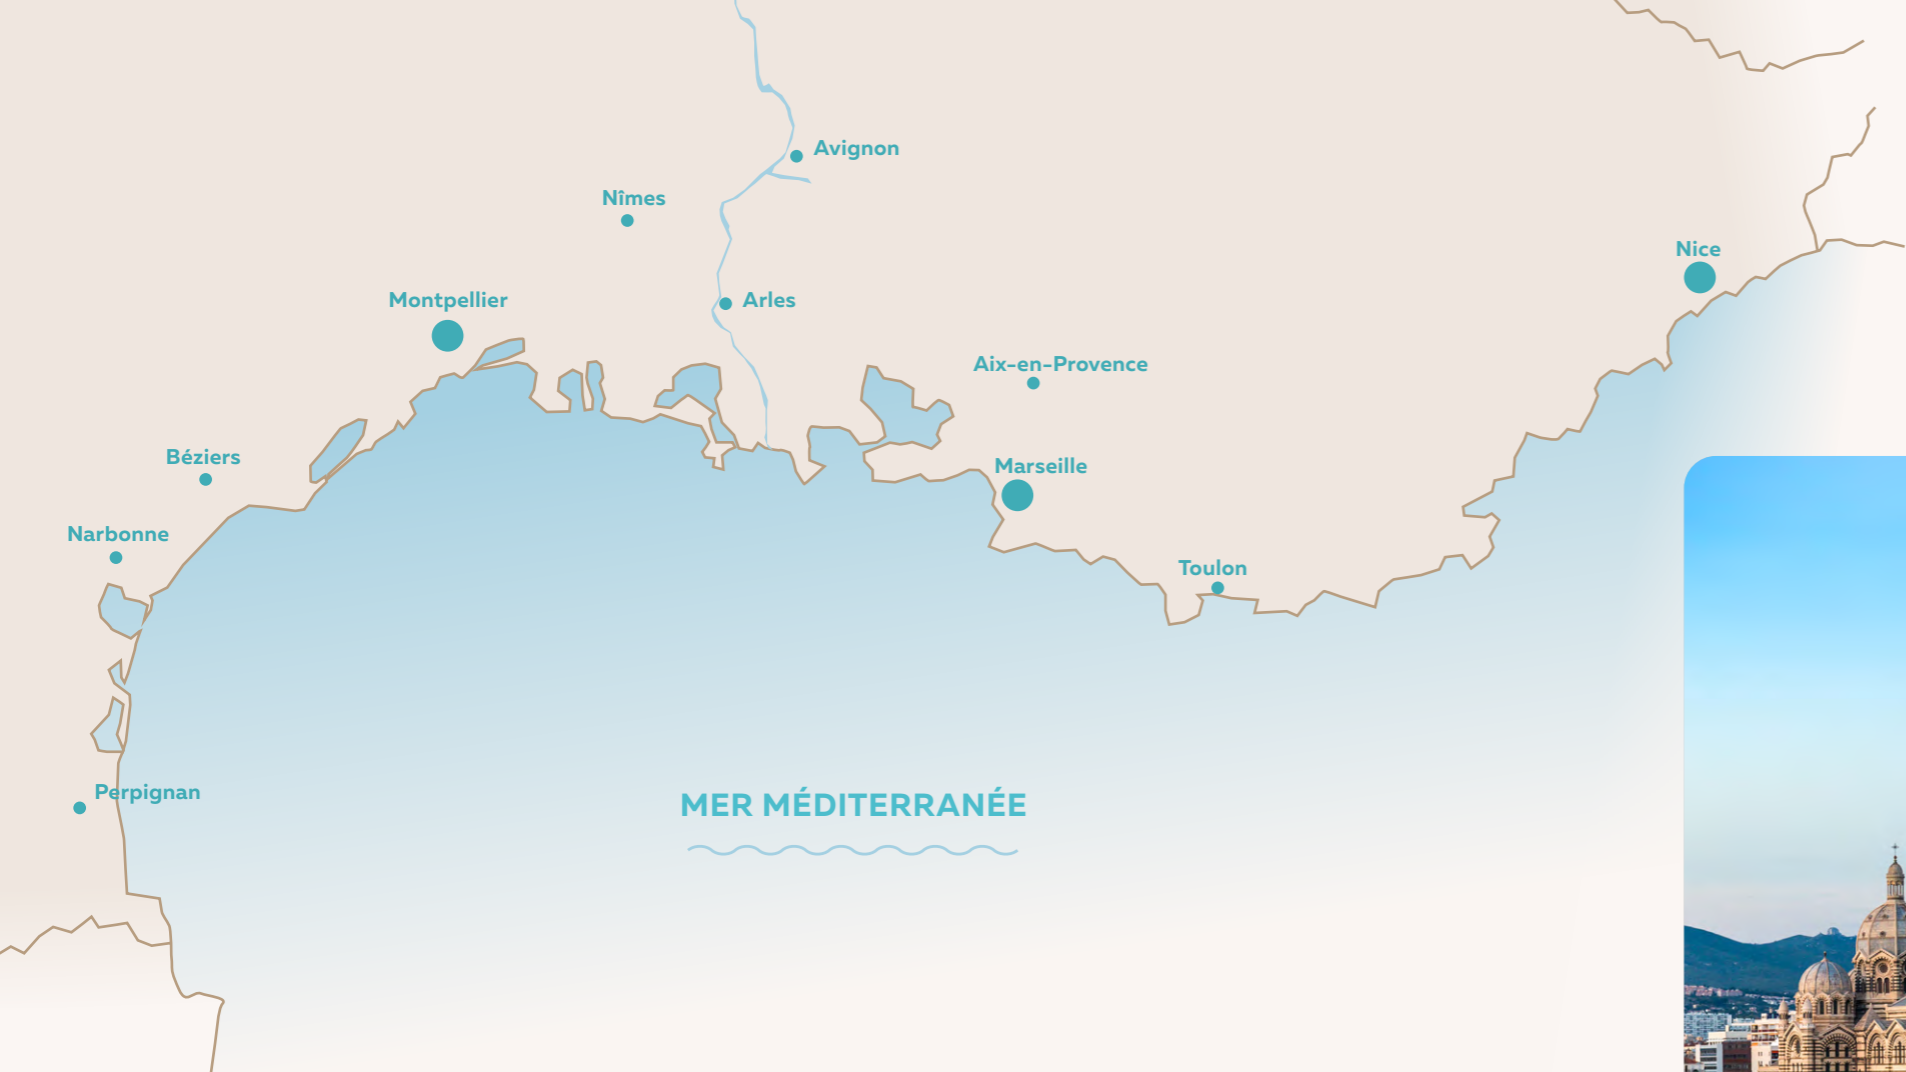 Avignon
Nîmes
Nice
Montpellier
Arles
Aix-en-Provence
Béziers
Marseille
Narbonne
Toulon
Perpignan
MER MÉDITERRANÉE